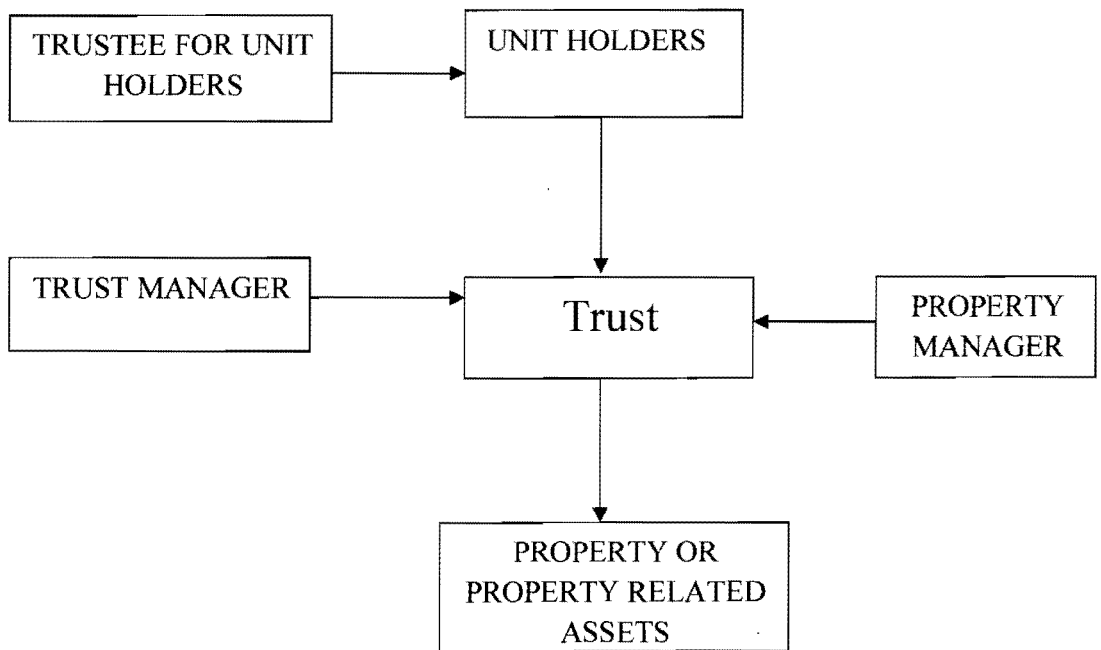 TRUSTEE FOR UNIT
HOLDERS
UNIT HOLDERS
TRUST MANAGER
Trust
PROPERTY
MANAGER
PROPERTY OR
PROPERTY RELATED
ASSETS